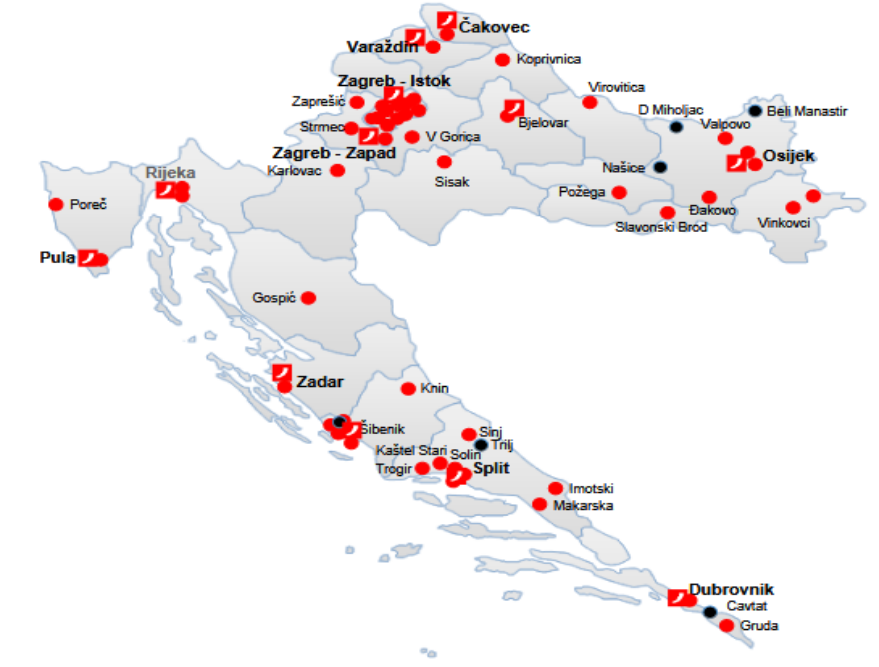 Čakovec
Varaždin
Koprivnica
Zagreb - Istok
Virovitica
Zaprešić
D Miholjac
Beli Manastir
Bjelovar
Strmec
V Gorica
Valpovo
Zagreb - Zapad
Osijek
Karlovac
Našice
Rijeka
Sisak
Požega
Poreč
Đakovo
Vinkovci
Slavonski Brod
Pula
Gospić
Zadar
Knin
Šibenik
Sinj
Trilj
Kaštel Stari
Solin
Trogir
Split
Imotski
Makarska
Dubrovnik
Cavtat
Gruda